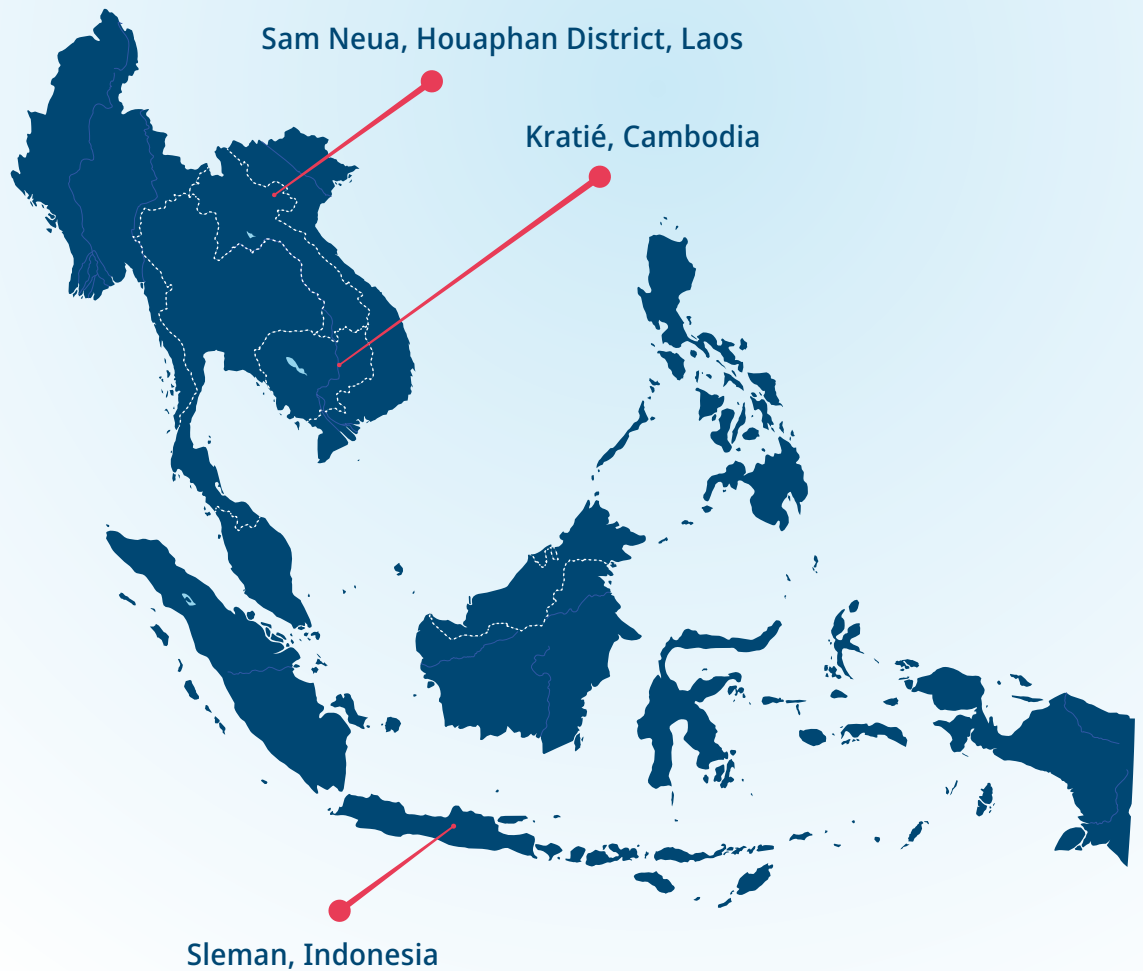 Sam Neua, Houaphan District, Laos
Kratié, Cambodia
Sleman, Indonesia